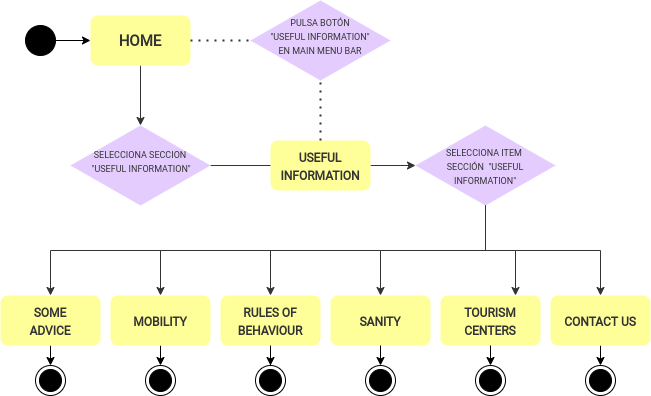 HOME
PULSA BOTÓN
"USEFUL INFORMATION"
EN MAIN MENU BAR
SELECCIONA SECCION
"USEFUL INFORMATION"
USEFUL
INFORMATION
SELECCIONA ITEM
SECCIÓN "USEFUL
INFORMATION"
SOME
ADVICE
MOBILITY
RULES OF
BEHAVIOUR
SANITY
TOURISM
CENTERS
CONTACT US